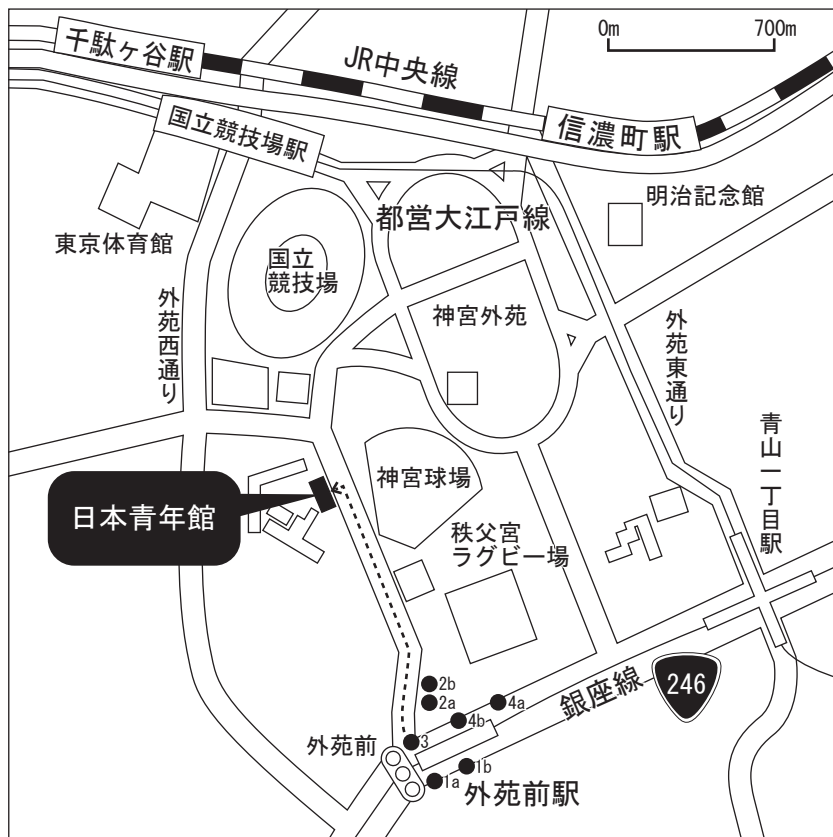 0m
700m
千駄ヶ谷駅
JR中央線
信濃町駅
国立競技場駅
明治記念館
都営大江戸線
東京体育館
国立
競技場
神宮外苑
外苑西通り
外苑東通り
青山一丁目駅
神宮球場
日本青年館
秩父宮
ラグビー場
2b
2a
4a
4b
3
銀座線
246
外苑前
1b
1a
外苑前駅